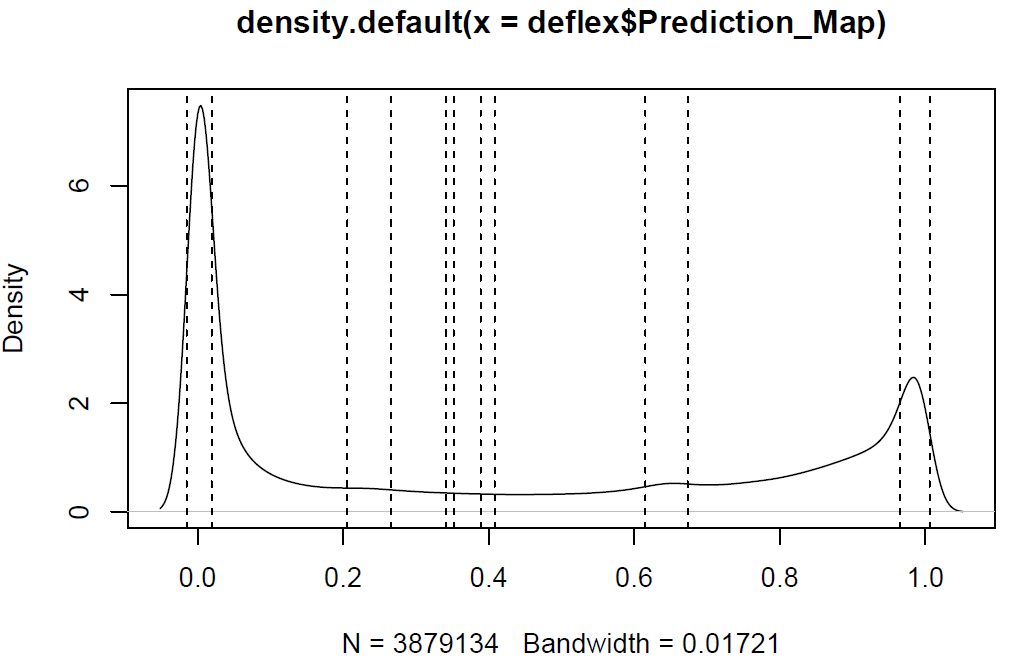 density.default(x = deflex$Prediction_Map)
Density
6
4
2
0
0.0 0.2 0.4 0.6 0.8 1.0
N = 3879134 Bandwidth = 0.01721